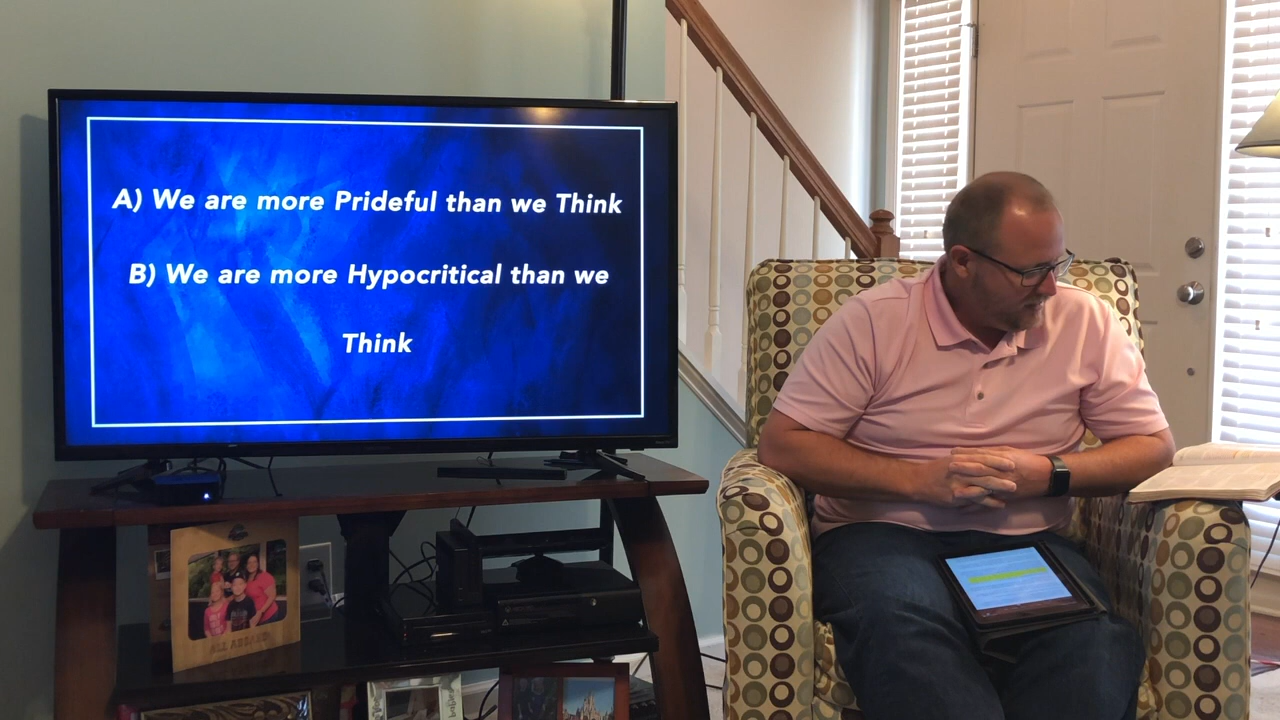 A) We are more Prideful than we Think
B) We are more Hypocritical than we
Think
ALL ABOARD